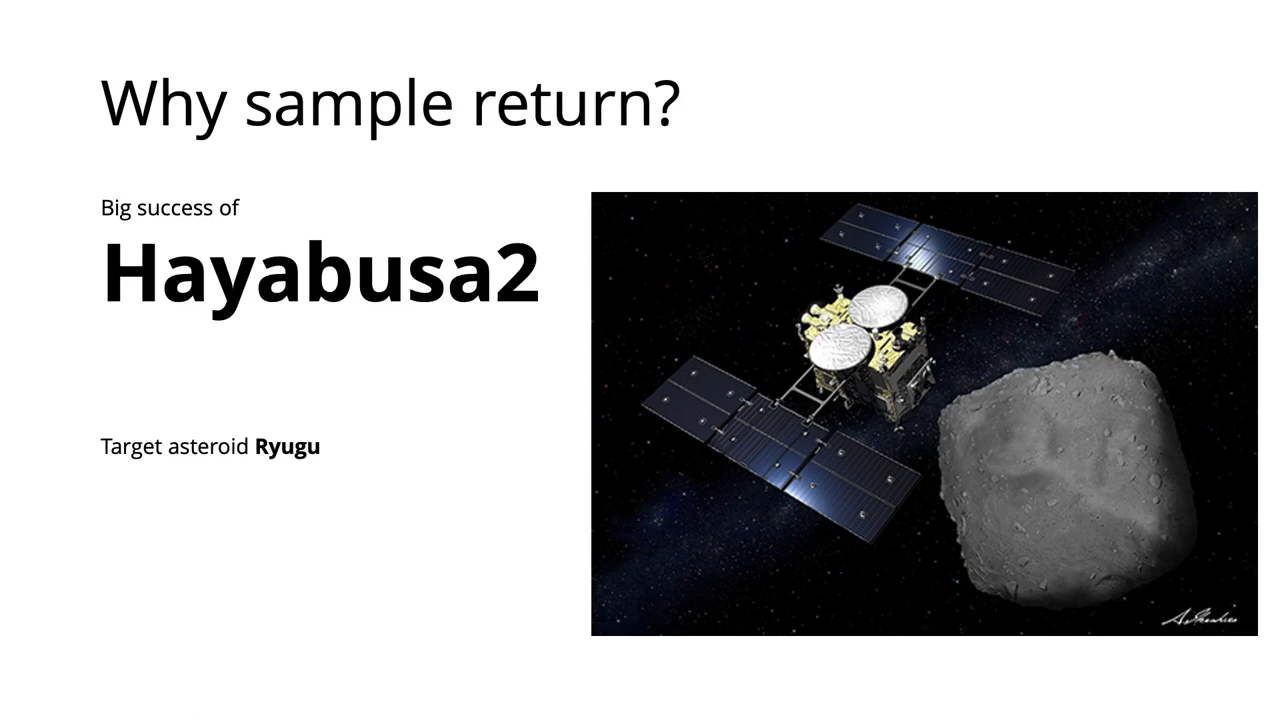 Why sample return?
Big success of
Hayabusa2
Target asteroid Ryugu